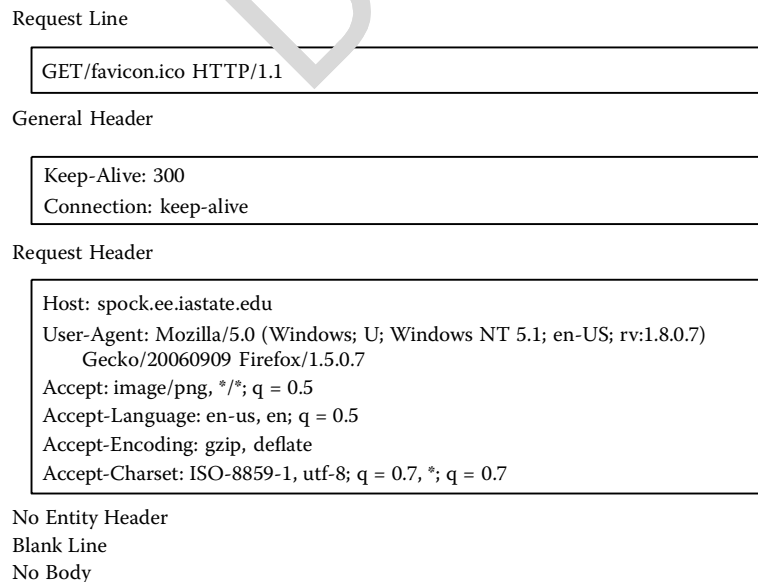 Request Line
GET/favicon.ico HTTP/1.1
General Header
Keep-Alive: 300
Connection: keep-alive
Request Header
Host: spock.ee.iastate.edu
User-Agent: Mozilla/5.0 (Windows; U; Windows NT 5.1; en-US; rv:1.8.0.7)
Gecko/20060909 Firefox/1.5.0.7
Accept: image/png, */*; q = 0.5
Accept-Language: en-us, en; q = 0.5
Accept-Encoding: gzip, deflate
Accept-Charset: ISO-8859-1, utf-8; q = 0.7, *; q = 0.7
No Entity Header
Blank Line
No Body